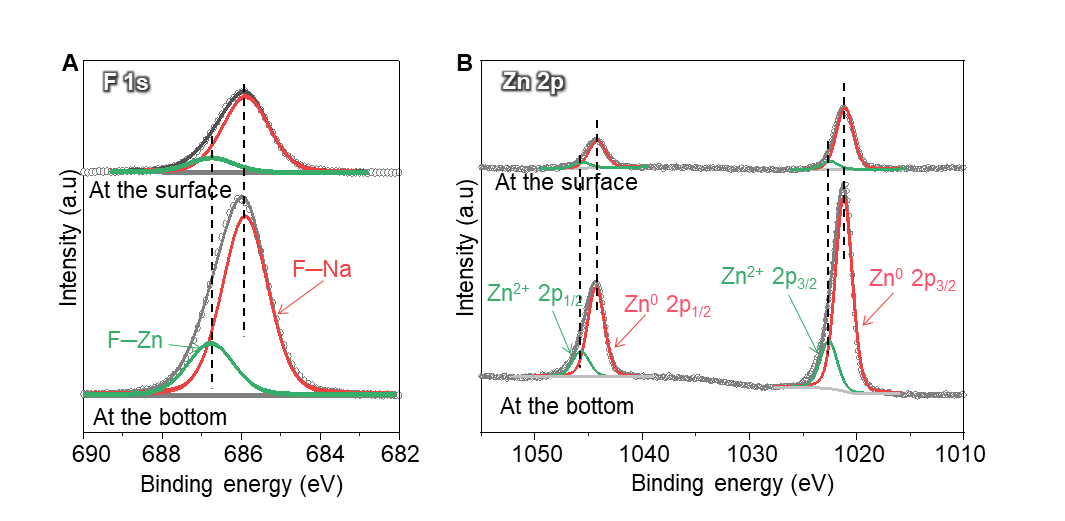 A
F 1s
At the surface
F—Na
F—Zn
At the bottom
Intensity (a.u)
690 688 686 684 682
Binding energy (eV)
B
Zn 2p
At the surface
Zn²⁺ 2p₁/₂
Zn⁰ 2p₁/₂
Zn²⁺ 2p₃/₂
Zn⁰ 2p₃/₂
At the bottom
Intensity (a.u)
1050 1040 1030 1020 1010
Binding energy (eV)